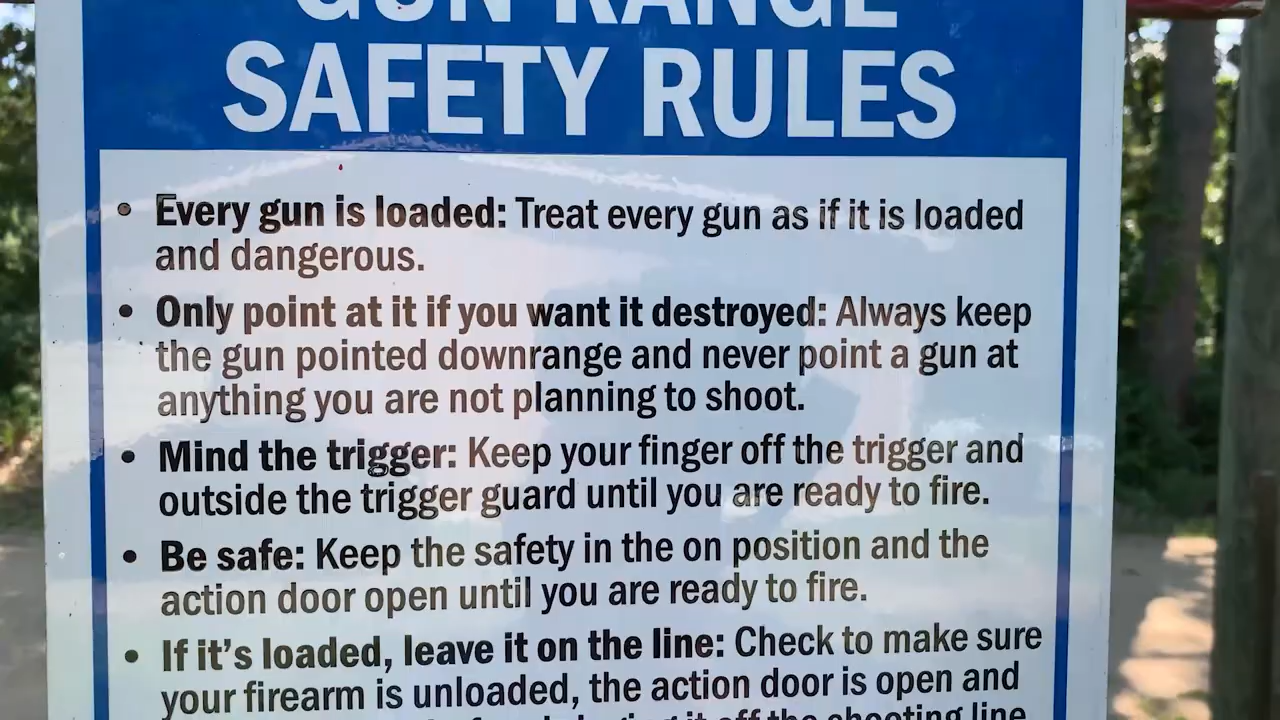 GUN RANGE
SAFETY RULES
• Every gun is loaded: Treat every gun as if it is loaded
and dangerous.
• Only point at it if you want it destroyed: Always keep
the gun pointed downrange and never point a gun at
anything you are not planning to shoot.
• Mind the trigger: Keep your finger off the trigger and
outside the trigger guard until you are ready to fire.
• Be safe: Keep the safety in the on position and the
action door open until you are ready to fire.
• If it's loaded, leave it on the line: Check to make sure
your firearm is unloaded, the action door is open and
it off the shooting line